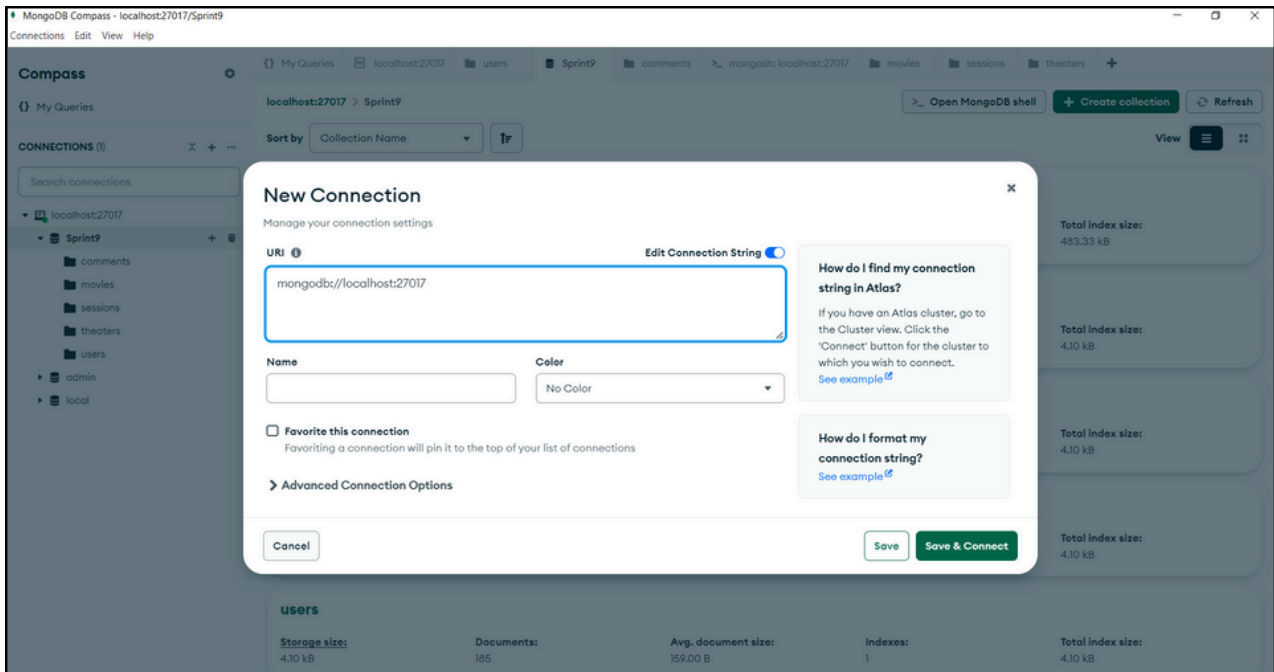 MongoDB Compass - localhost:27017/Sprint9
Connections Edit View Help
Compass
{} My Queries
CONNECTIONS (1)
Search connections
localhost:27017
Sprint9
comments
movies
sessions
theaters
users
admin
local
{} My Queries localhost:27017 users Sprint9 comments >_ mongosh: localhost:27017 movies sessions theaters +
localhost:27017 > Sprint9
>_ Open MongoDB shell + Create collection Refresh
Sort by Collection Name
View
New Connection
Manage your connection settings
URI
Edit Connection String
mongodb://localhost:27017
Name
Color
No Color
Favorite this connection
Favoriting a connection will pin it to the top of your list of connections
Advanced Connection Options
How do I find my connection
string in Atlas?
If you have an Atlas cluster, go to
the Cluster view. Click the
'Connect' button for the cluster to
which you wish to connect.
See example
How do I format my
connection string?
See example
Cancel
Save
Save & Connect
Total index size:
483.33 kB
Total index size:
4.10 kB
Total index size:
4.10 kB
Total index size:
4.10 kB
users
Storage size: Documents: Avg. document size: Indexes: Total index size:
4.10 kB 185 159.00 B 1 4.10 kB